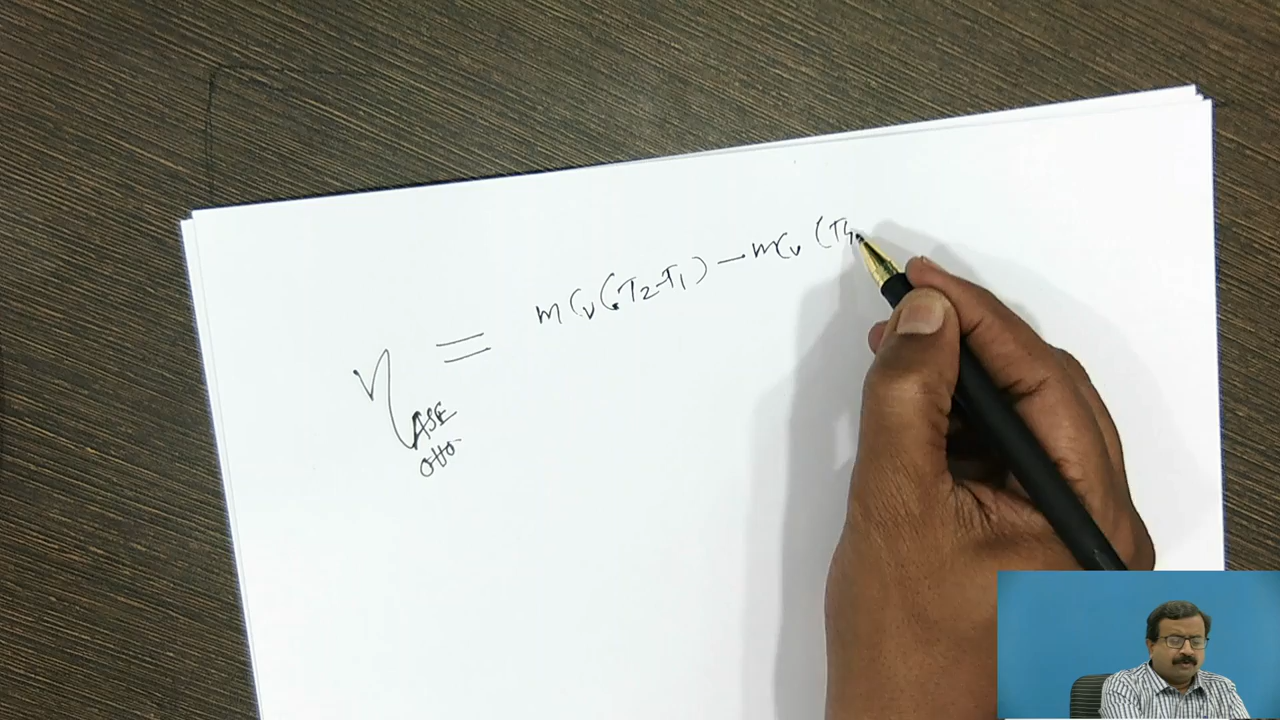 η ASE Otto = mCv(T2-T1) - mCv (T4